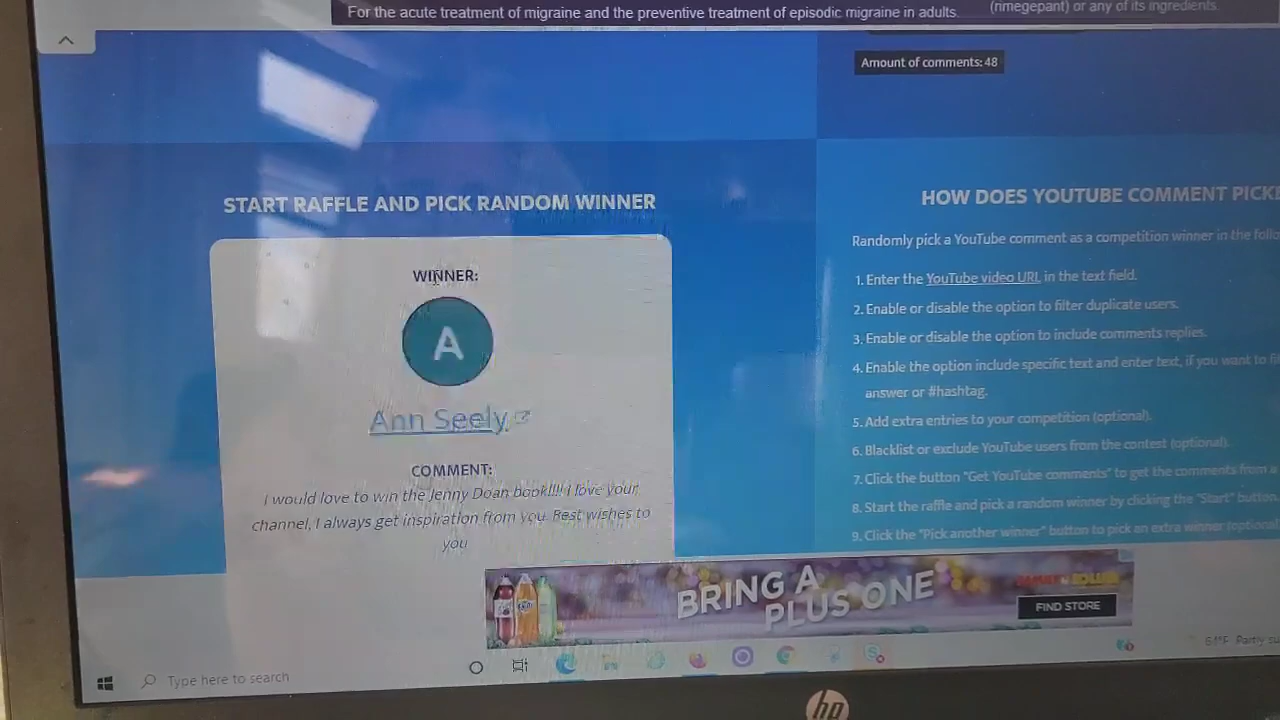 For the acute treatment of migraine and the preventive treatment of episodic migraine in adults.
(rimegepant) or any of its ingredients.
Amount of comments: 48
START RAFFLE AND PICK RANDOM WINNER
WINNER:
A
Ann Seely
COMMENT:
I would love to win the Jenny Doan book!!!! I love your
channel, I always get inspiration from you. Best wishes to
you
HOW DOES YOUTUBE COMMENT PICKE
Randomly pick a YouTube comment as a competition winner in the follo
1. Enter the YouTube video URL in the text field.
2. Enable or disable the option to filter duplicate users.
3. Enable or disable the option to include comments replies.
4. Enable the option include specific text and enter text, if you want to fi
answer or #hashtag.
5. Add extra entries to your competition (optional).
6. Blacklist or exclude YouTube users from the contest (optional).
7. Click the button "Get YouTube comments" to get the comments from a
8. Start the raffle and pick a random winner by clicking the "Start" button.
9. Click the "Pick another winner" button to pick an extra winner (optional
BRING A
PLUS ONE
FAMILY DOLLAR
FIND STORE
Type here to search
61°F Partly su
hp